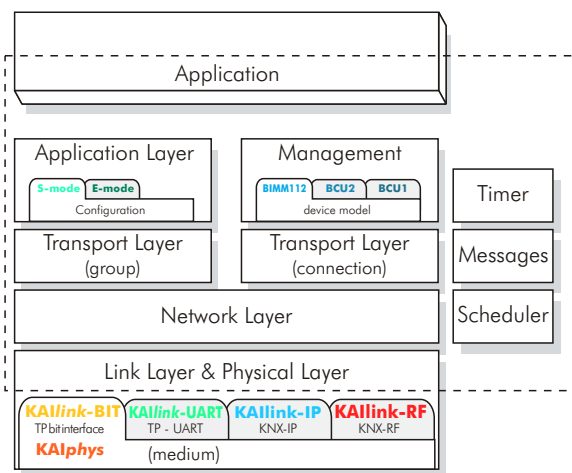 Application
Application Layer
Management
S-mode E-mode
BIMM112 BCU2 BCU1
Configuration
device model
Timer
Transport Layer
(group)
Transport Layer
(connection)
Messages
Network Layer
Scheduler
Link Layer & Physical Layer
KAIlink-BIT KAIlink-UART KAIlink-IP KAIlink-RF
TP bitinterface TP - UART KNX-IP KNX-RF
KAIphys (medium)